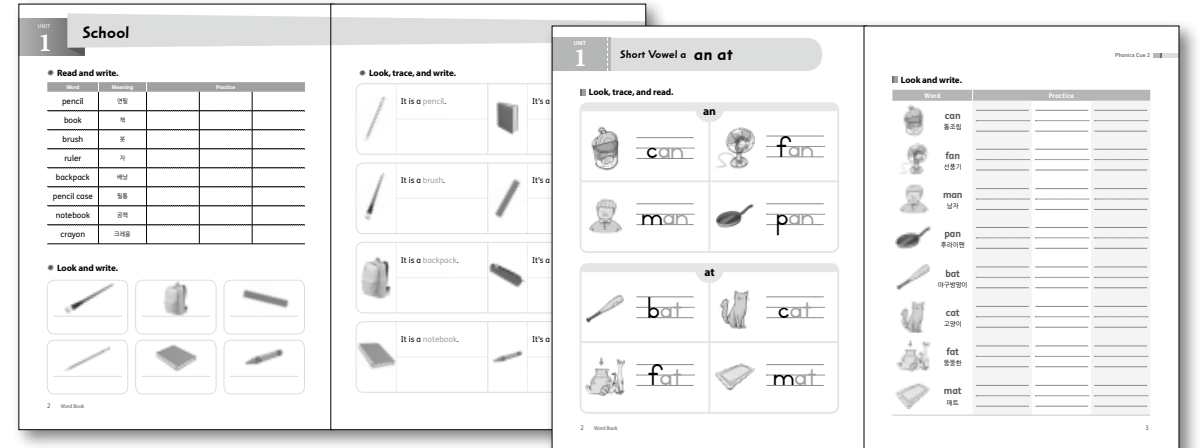 UNIT
1
School
Read and write.
Word Meaning Practice
pencil 연필
book 책
brush 붓
ruler 자
backpack 배낭
pencil case 필통
notebook 공책
crayon 크레용
Look and write.
2 Word Book
Look, trace, and write.
It is a pencil.
It's a
It is a brush.
It's a
It is a backpack.
It's a
It is a notebook.
It's a
UNIT
1
Short Vowel a an at
Look, trace, and read.
an
can fan
man pan
at
bat cat
fat mat
2 Word Book
Phonics Cue 2
Look and write.
Word Practice
can
통조림
fan
선풍기
man
남자
pan
후라이팬
bat
야구방망이
cat
고양이
fat
뚱뚱한
mat
매트
3